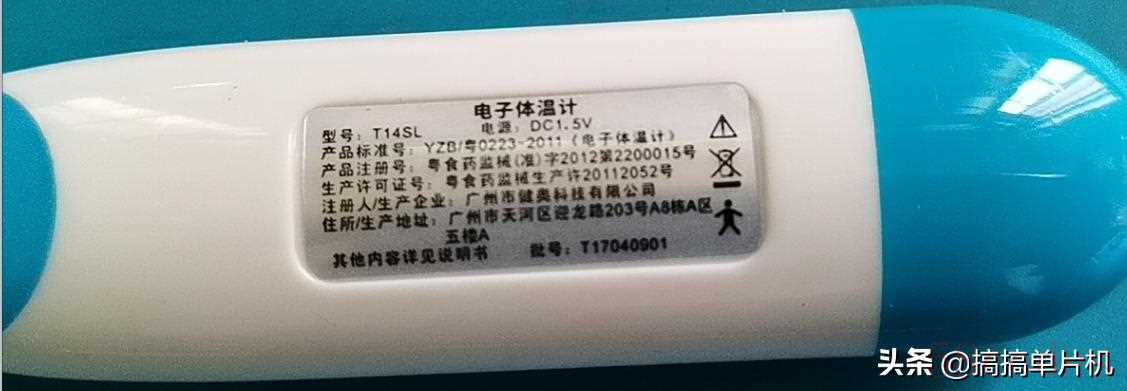 电子体温计
型号：T14SL 电源：DC1.5V
产品标准号：YZB/粤0223-2011（电子体温计）
产品注册号：粤食药监械(准)字2012第2200015号
生产许可证号：粤食药监械生产许20112052号
注册人/生产企业：广州市健奥科技有限公司
住所/生产地址：广州市天河区迎龙路203号A8栋A区
五楼A
其他内容详见说明书 批号：T17040901
头条 @搞搞单片机